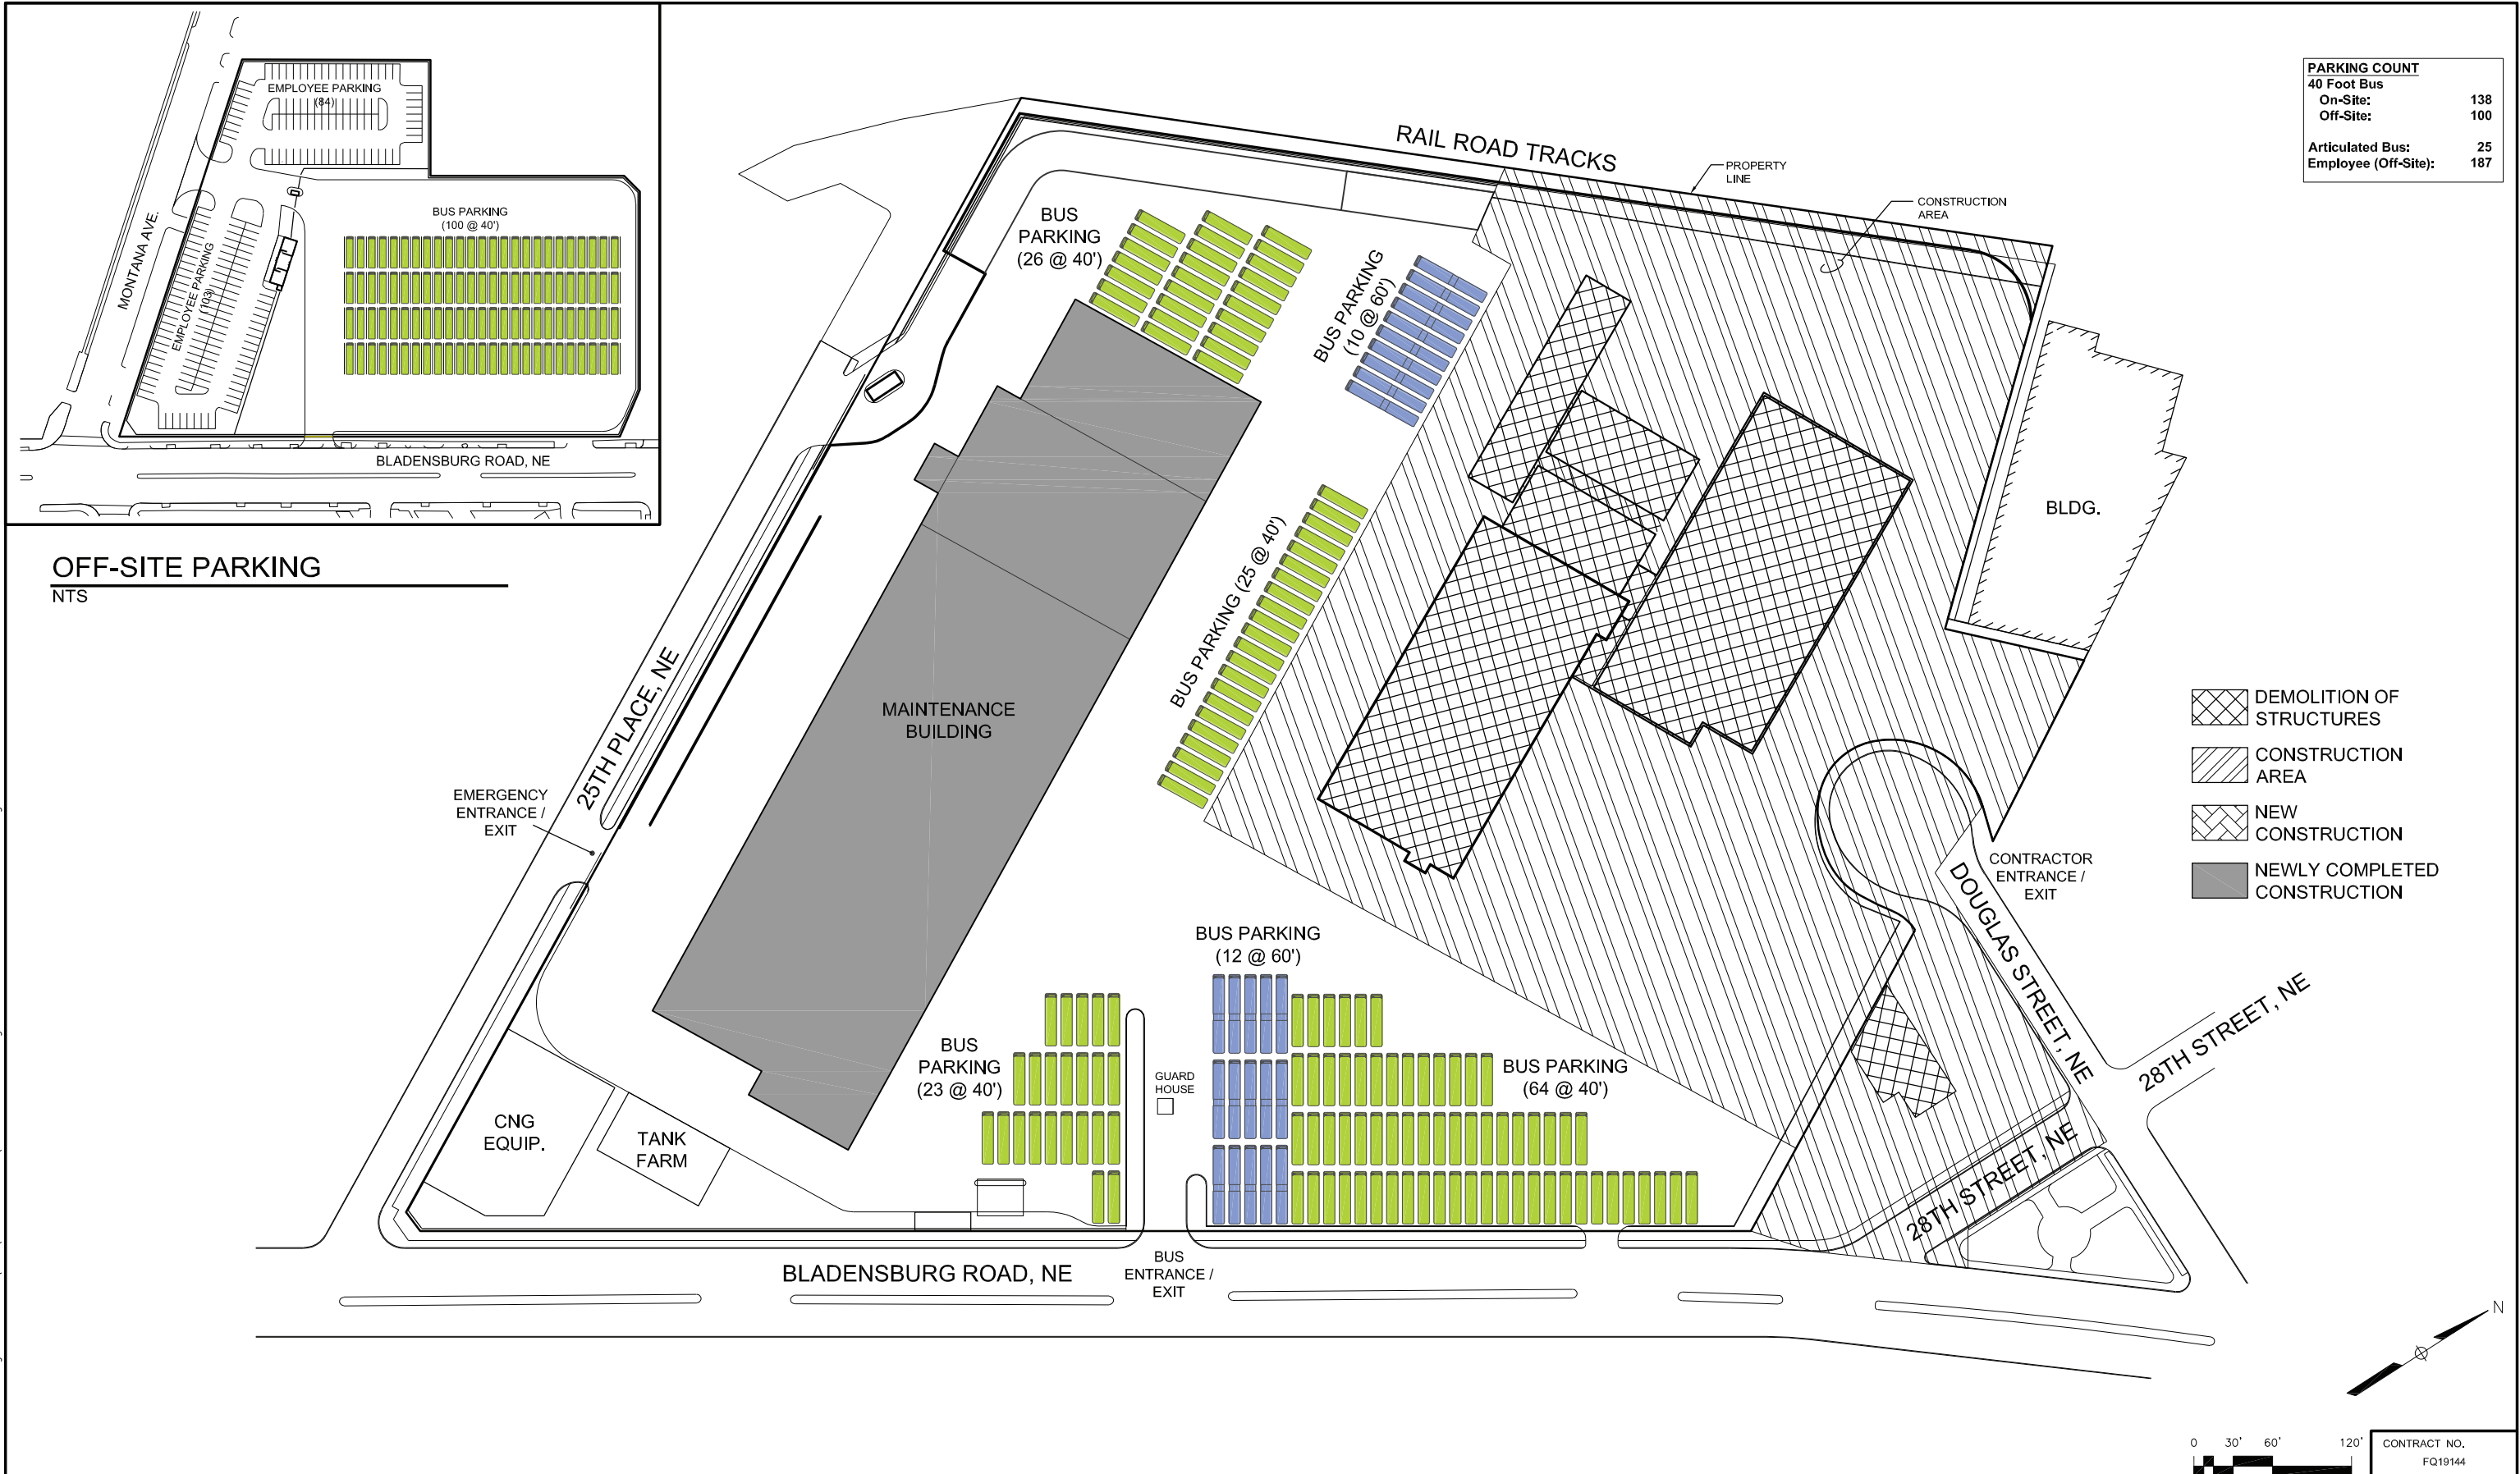 EMPLOYEE PARKING
(84)
MONTANA AVE.
BUS PARKING
(100 @ 40')
EMPLOYEE PARKING
(103)
BLADENSBURG ROAD, NE
OFF-SITE PARKING
NTS
PARKING COUNT
40 Foot Bus
On-Site: 138
Off-Site: 100
Articulated Bus: 25
Employee (Off-Site): 187
RAIL ROAD TRACKS
PROPERTY
LINE
CONSTRUCTION
AREA
BUS
PARKING
(26 @ 40')
BUS PARKING
(10 @ 60')
BUS PARKING (25 @ 40')
BLDG.
25TH PLACE, NE
MAINTENANCE
BUILDING
EMERGENCY
ENTRANCE /
EXIT
DEMOLITION OF
STRUCTURES
CONSTRUCTION
AREA
NEW
CONSTRUCTION
NEWLY COMPLETED
CONSTRUCTION
CONTRACTOR
ENTRANCE /
EXIT
DOUGLAS STREET, NE
28TH STREET, NE
BUS PARKING
(12 @ 60')
BUS
PARKING
(23 @ 40')
GUARD
HOUSE
BUS PARKING
(64 @ 40')
CNG
EQUIP.
TANK
FARM
28TH STREET, NE
BLADENSBURG ROAD, NE
BUS
ENTRANCE /
EXIT
N
0 30' 60' 120'
CONTRACT NO.
FQ19144